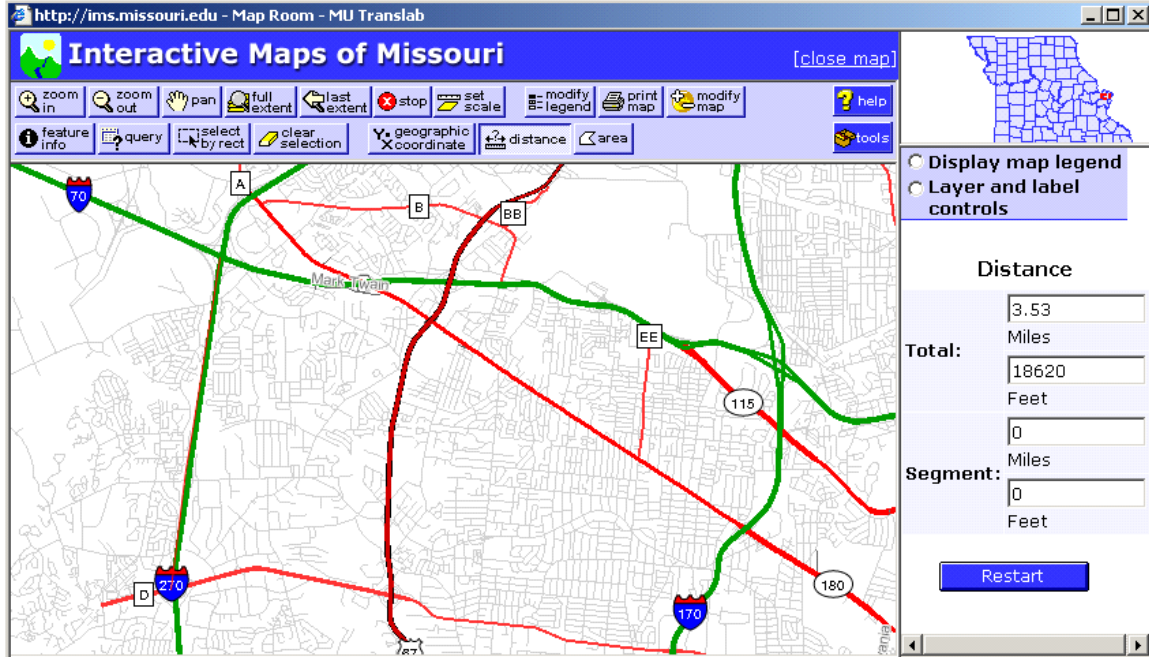 http://ims.missouri.edu - Map Room - MU Translab
Interactive Maps of Missouri
[close map]
zoom in
zoom out
pan
full extent
last extent
stop
set scale
modify legend
print map
modify map
help
feature info
query
select by rect
clear selection
geographic coordinate
distance
area
tools
Display map legend
Layer and label
controls
70
A
B
BB
Mark Twain
EE
115
D
270
180
170
67
Distance
Total:
3.53
Miles
18620
Feet
Segment:
0
Miles
0
Feet
Restart